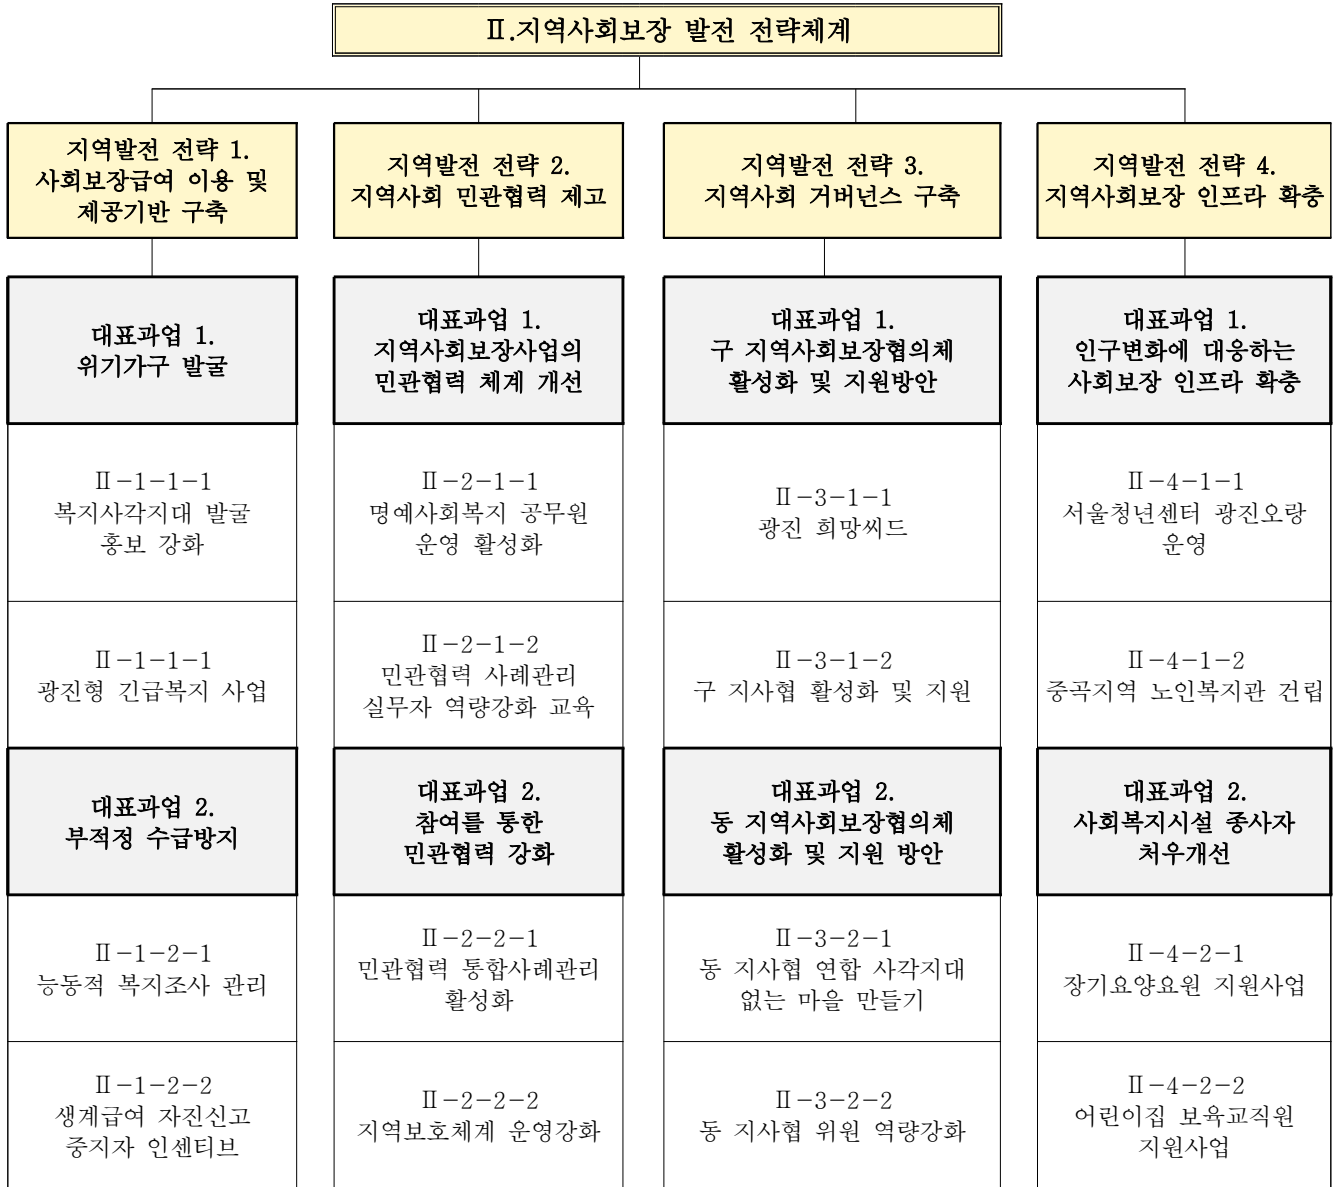 Ⅱ.지역사회보장 발전 전략체계
지역발전 전략 1.
사회보장급여 이용 및
제공기반 구축
대표과업 1.
위기가구 발굴
Ⅱ-1-1-1
복지사각지대 발굴
홍보 강화
Ⅱ-1-1-1
광진형 긴급복지 사업
대표과업 2.
부적정 수급방지
Ⅱ-1-2-1
능동적 복지조사 관리
Ⅱ-1-2-2
생계급여 자진신고
중지자 인센티브
지역발전 전략 2.
지역사회 민관협력 제고
대표과업 1.
지역사회보장사업의
민관협력 체계 개선
Ⅱ-2-1-1
명예사회복지 공무원
운영 활성화
Ⅱ-2-1-2
민관협력 사례관리
실무자 역량강화 교육
대표과업 2.
참여를 통한
민관협력 강화
Ⅱ-2-2-1
민관협력 통합사례관리
활성화
Ⅱ-2-2-2
지역보호체계 운영강화
지역발전 전략 3.
지역사회 거버넌스 구축
대표과업 1.
구 지역사회보장협의체
활성화 및 지원방안
Ⅱ-3-1-1
광진 희망씨드
Ⅱ-3-1-2
구 지사협 활성화 및 지원
대표과업 2.
동 지역사회보장협의체
활성화 및 지원 방안
Ⅱ-3-2-1
동 지사협 연합 사각지대
없는 마을 만들기
Ⅱ-3-2-2
동 지사협 위원 역량강화
지역발전 전략 4.
지역사회보장 인프라 확충
대표과업 1.
인구변화에 대응하는
사회보장 인프라 확충
Ⅱ-4-1-1
서울청년센터 광진오랑
운영
Ⅱ-4-1-2
중곡지역 노인복지관 건립
대표과업 2.
사회복지시설 종사자
처우개선
Ⅱ-4-2-1
장기요양요원 지원사업
Ⅱ-4-2-2
어린이집 보육교직원
지원사업